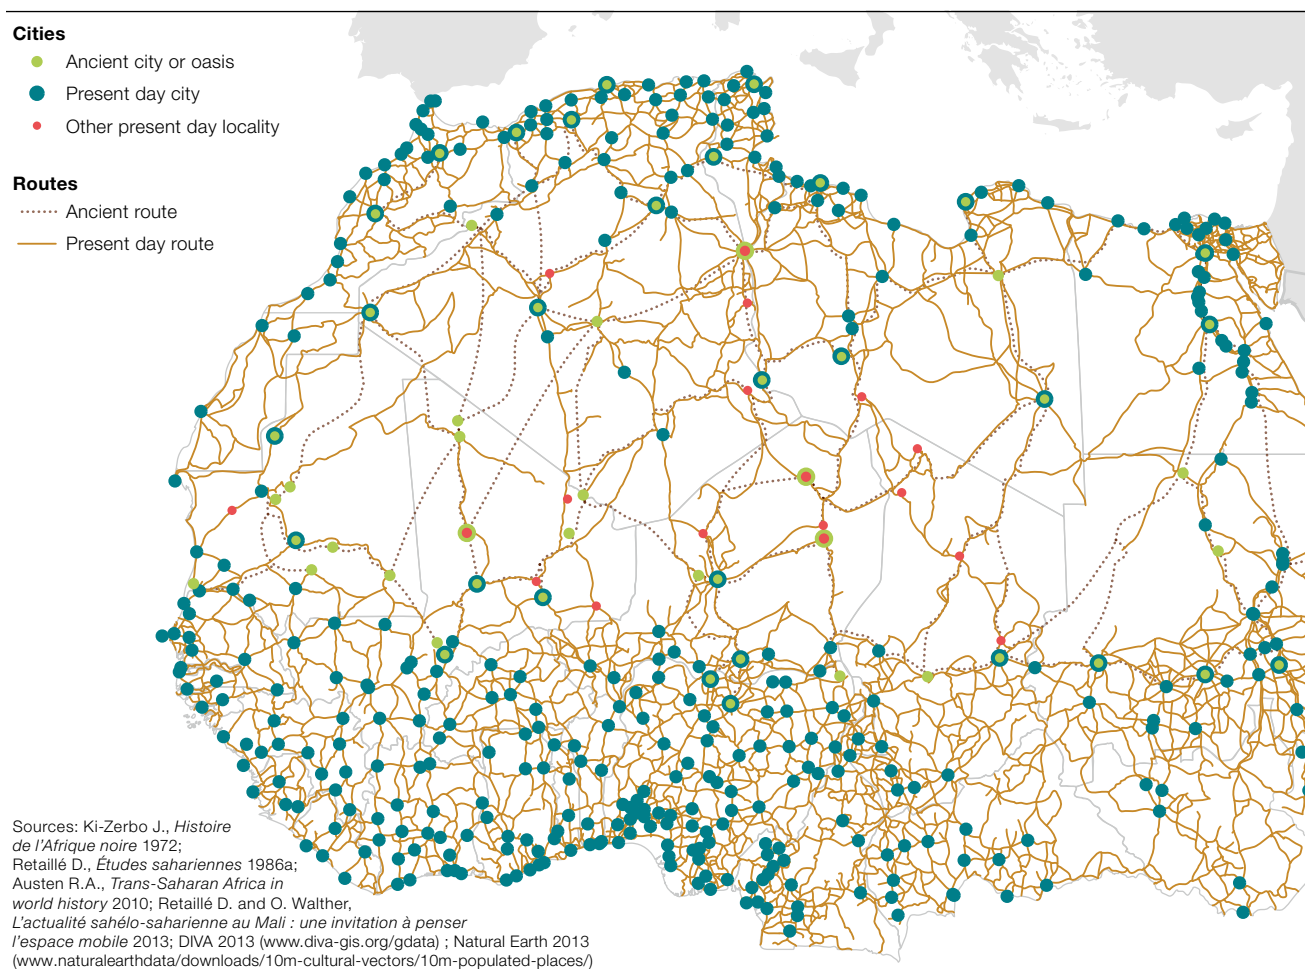 Cities
Ancient city or oasis
Present day city
Other present day locality
Routes
Ancient route
Present day route
Sources: Ki-Zerbo J., Histoire
de l'Afrique noire 1972;
Retaillé D., Études sahariennes 1986a;
Austen R.A., Trans-Saharan Africa in
world history 2010; Retaillé D. and O. Walther,
L'actualité sahélo-saharienne au Mali : une invitation à penser
l'espace mobile 2013; DIVA 2013 (www.diva-gis.org/gdata) ; Natural Earth 2013
(www.naturalearthdata/downloads/10m-cultural-vectors/10m-populated-places/)